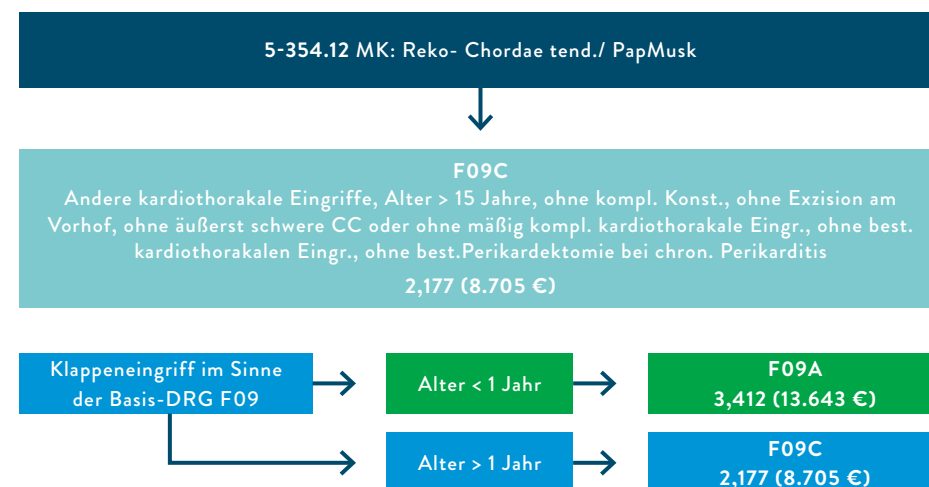 5-354.12 MK: Reko- Chordae tend./ PapMusk
F09C
Andere kardiothorakale Eingriffe, Alter > 15 Jahre, ohne kompl. Konst., ohne Exzision am
Vorhof, ohne äußerst schwere CC oder ohne mäßig kompl. kardiothorakale Eingr., ohne best.
kardiothorakalen Eingr., ohne best.Perikardektomie bei chron. Perikarditis
2,177 (8.705 €)
Klappeneingriff im Sinne
der Basis-DRG F09
Alter < 1 Jahr
F09A
3,412 (13.643 €)
Alter > 1 Jahr
F09C
2,177 (8.705 €)